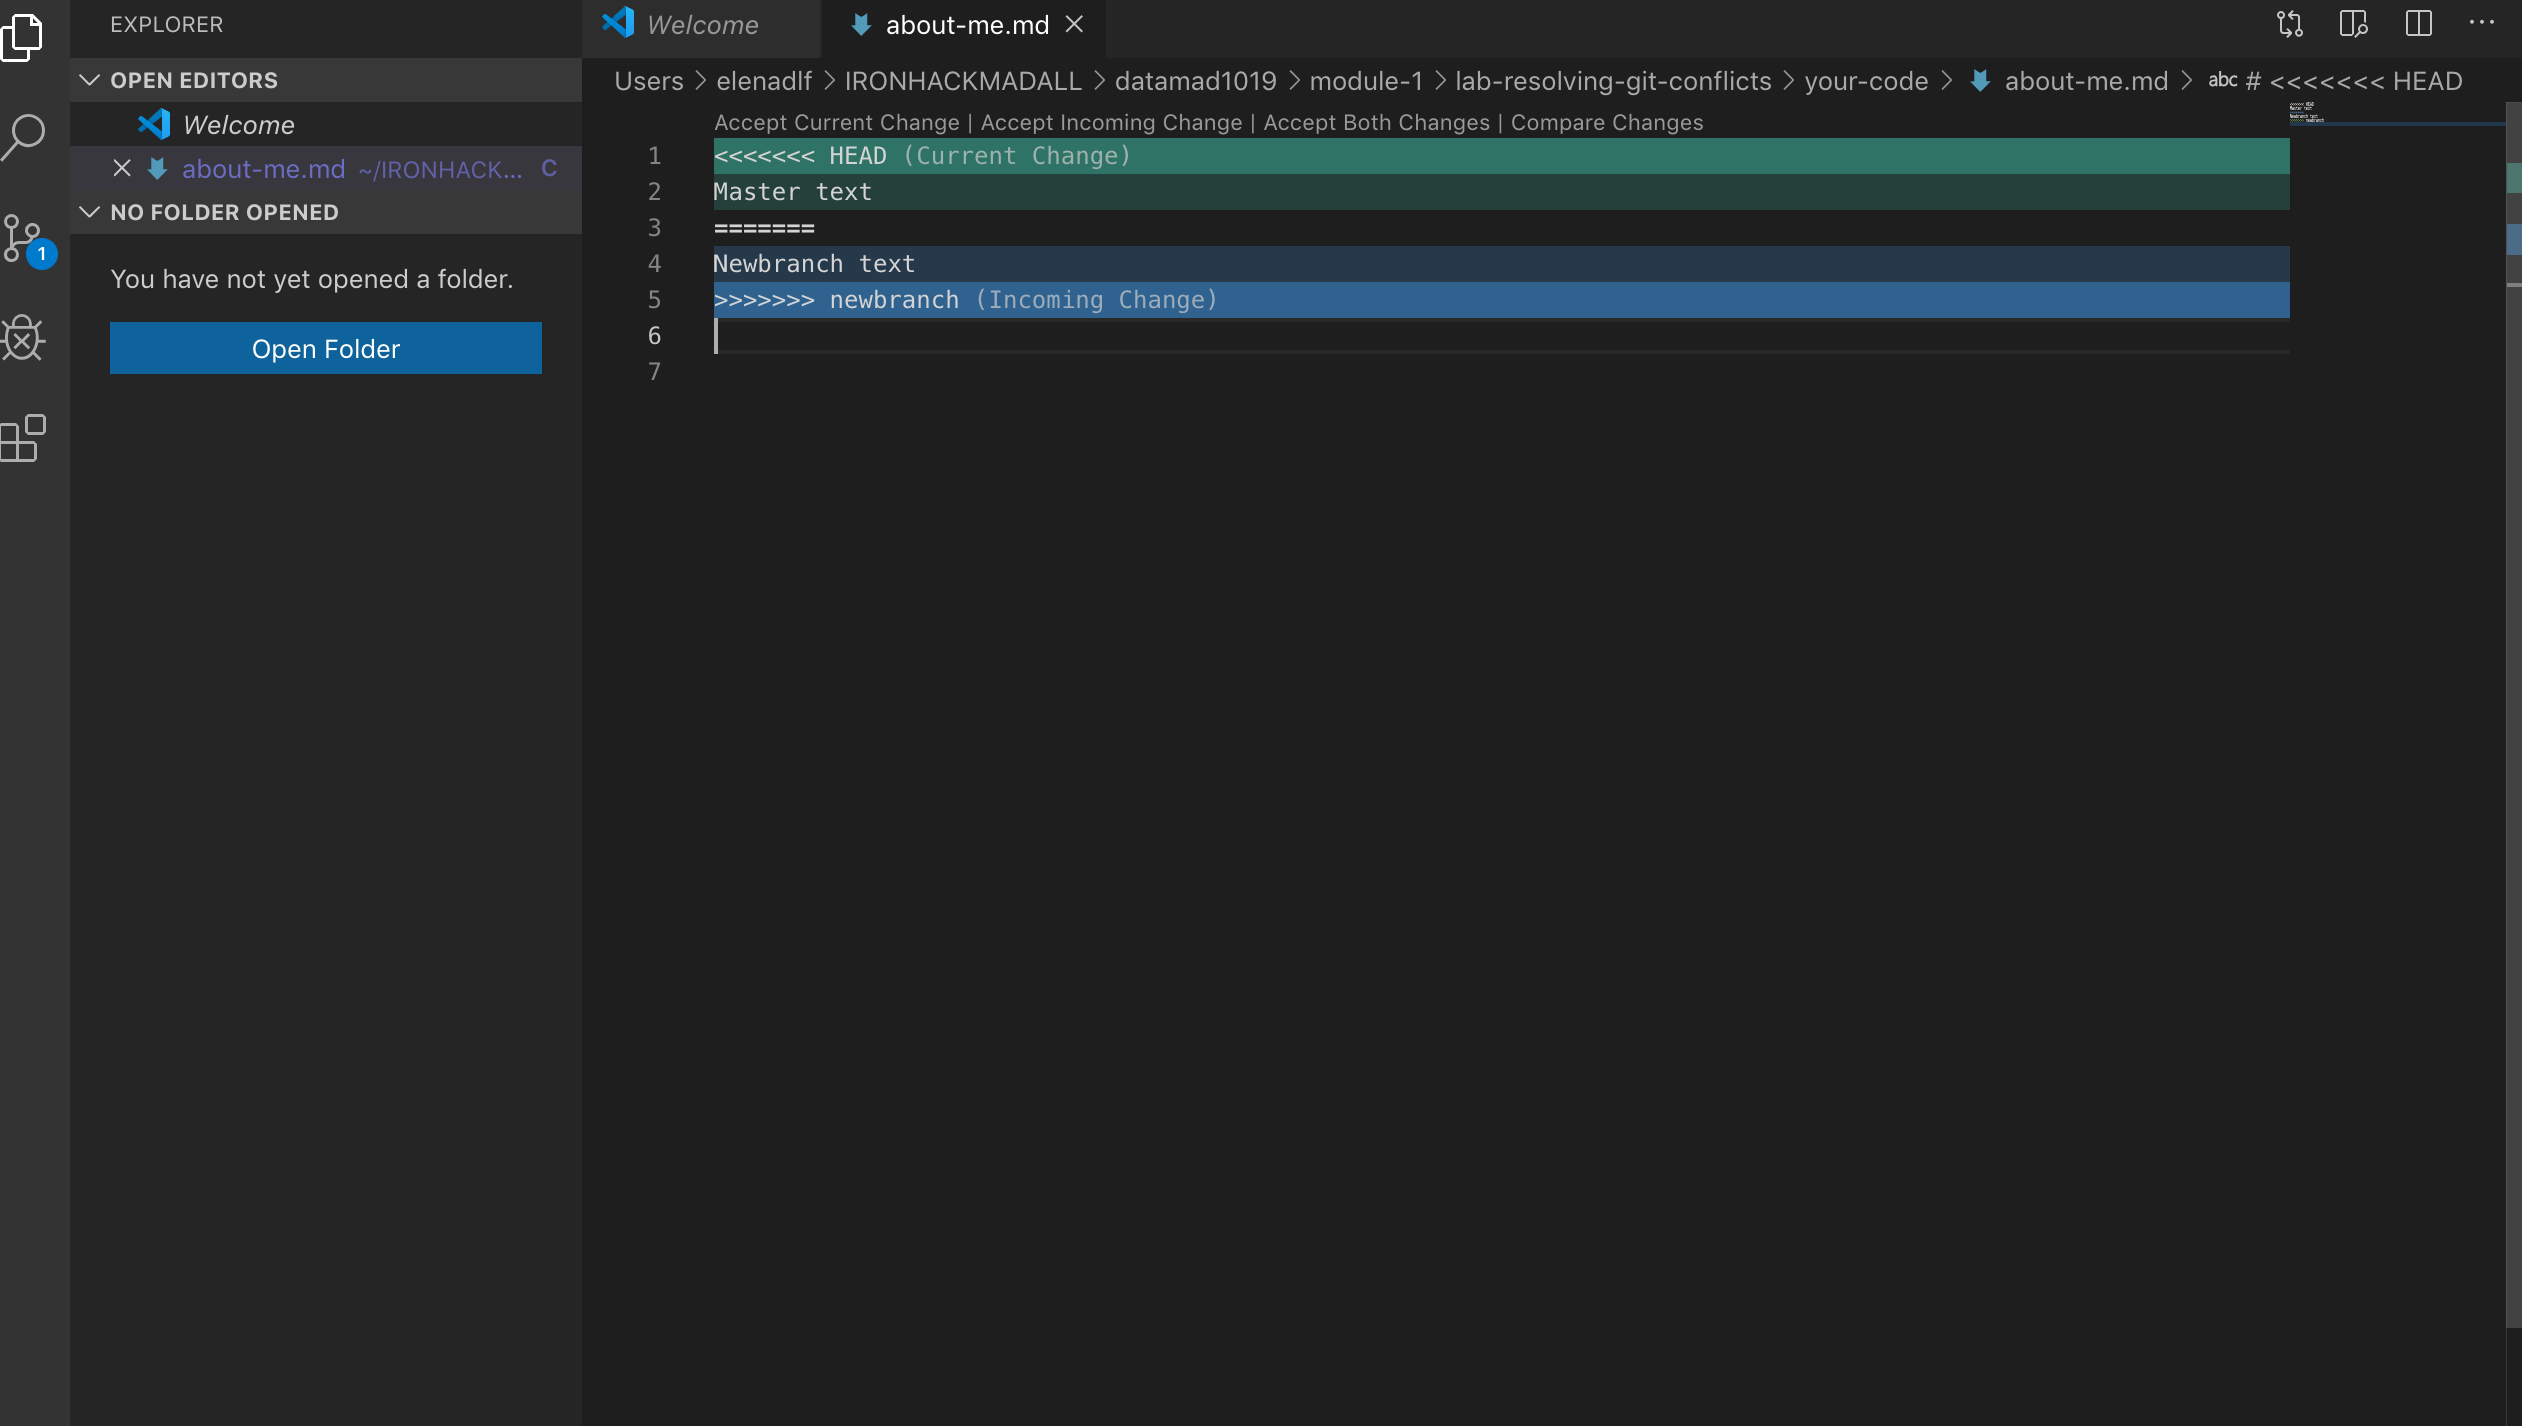 EXPLORER
OPEN EDITORS
Welcome
about-me.md ~/IRONHACK... C
NO FOLDER OPENED
1
You have not yet opened a folder.
Open Folder
Welcome
about-me.md
Users > elenadlf > IRONHACKMADALL > datamad1019 > module-1 > lab-resolving-git-conflicts > your-code > about-me.md > abc # <<<<<<< HEAD
Accept Current Change | Accept Incoming Change | Accept Both Changes | Compare Changes
1 <<<<<<< HEAD (Current Change)
2 Master text
3 =======
4 Newbranch text
5 >>>>>>> newbranch (Incoming Change)
6
7